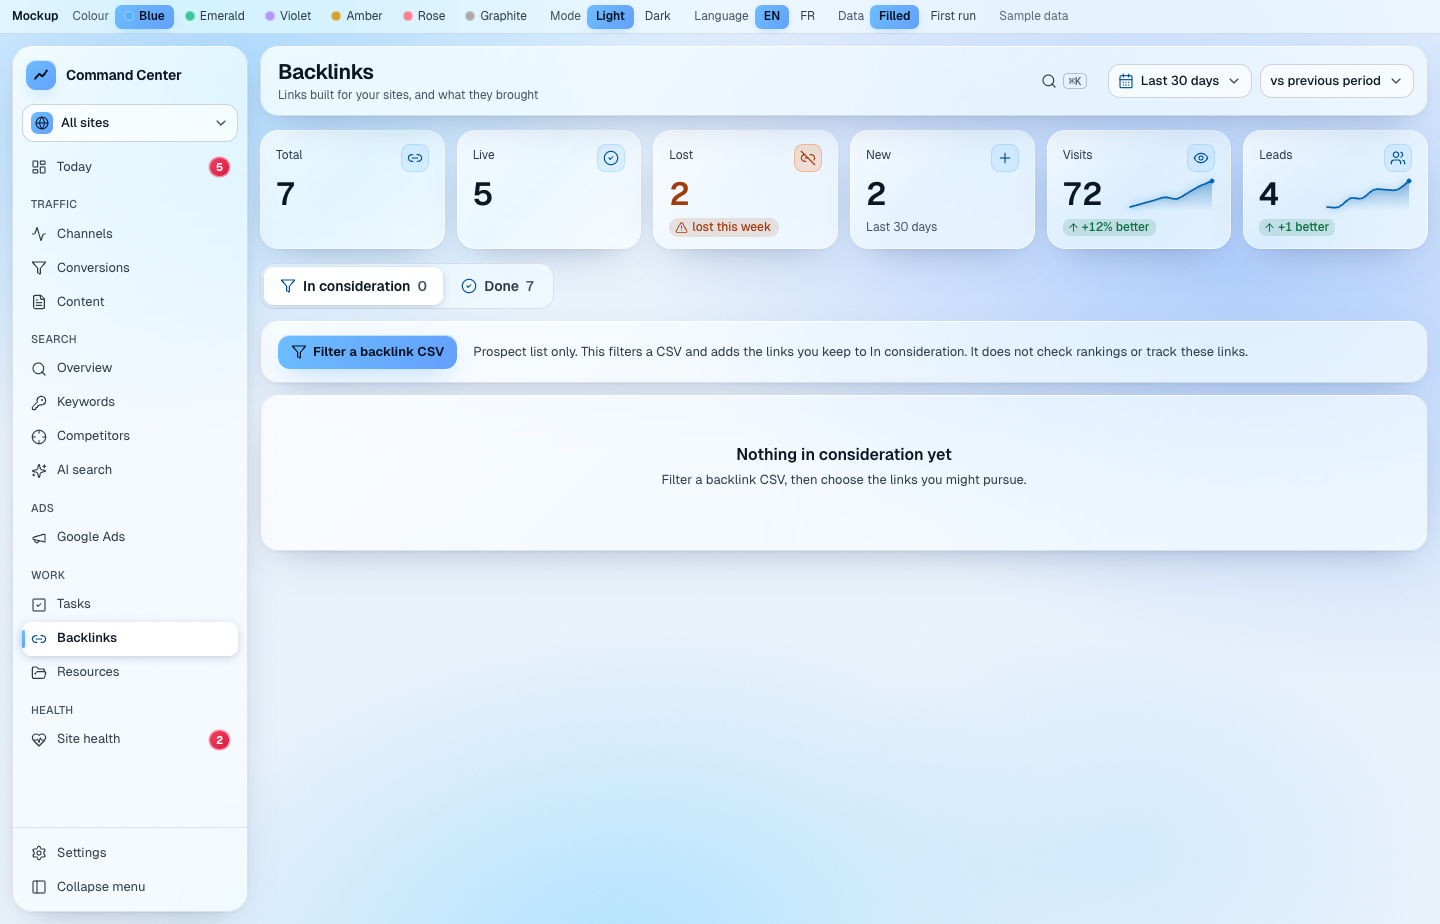 Mockup Colour Blue Emerald Violet Amber Rose Graphite Mode Light Dark Language EN FR Data Filled First run Sample data
Command Center
All sites
Today 5
TRAFFIC
Channels
Conversions
Content
SEARCH
Overview
Keywords
Competitors
AI search
ADS
Google Ads
WORK
Tasks
Backlinks
Resources
HEALTH
Site health 2
Settings
Collapse menu
Backlinks
Links built for your sites, and what they brought
⌘K
Last 30 days
vs previous period
Total
7
Live
5
Lost
2
lost this week
New
2
Last 30 days
Visits
72
↑ +12% better
Leads
4
↑ +1 better
In consideration 0
Done 7
Filter a backlink CSV
Prospect list only. This filters a CSV and adds the links you keep to In consideration. It does not check rankings or track these links.
Nothing in consideration yet
Filter a backlink CSV, then choose the links you might pursue.